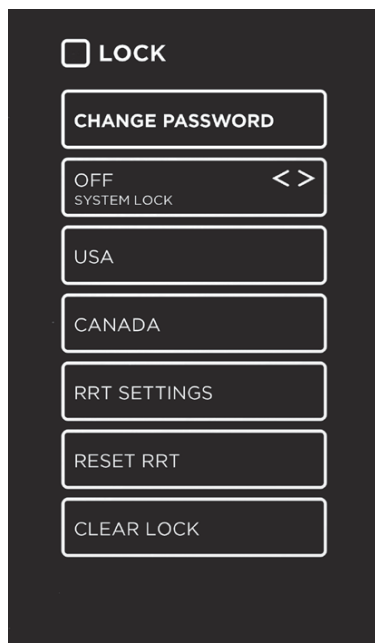 LOCK
CHANGE PASSWORD
OFF < >
SYSTEM LOCK
USA
CANADA
RRT SETTINGS
RESET RRT
CLEAR LOCK